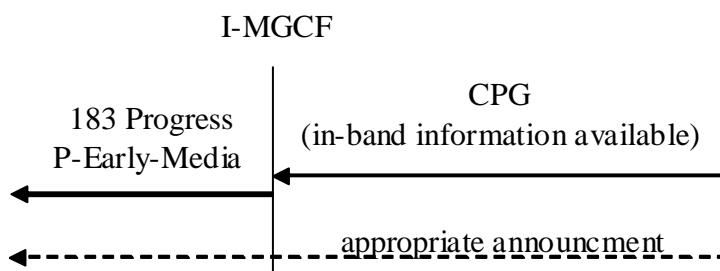 I-MGCF
183 Progress
P-Early-Media
CPG
(in-band information available)
appropriate announcment